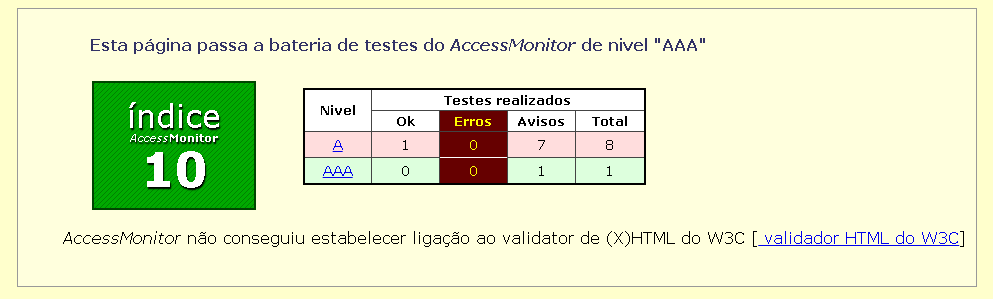 Esta página passa a bateria de testes do AccessMonitor de nivel "AAA"
índice
AccessMonitor
10
Nivel Testes realizados
Ok Erros Avisos Total
A 1 0 7 8
AAA 0 0 1 1
AccessMonitor não conseguiu estabelecer ligação ao validator de (X)HTML do W3C [ validador HTML do W3C]